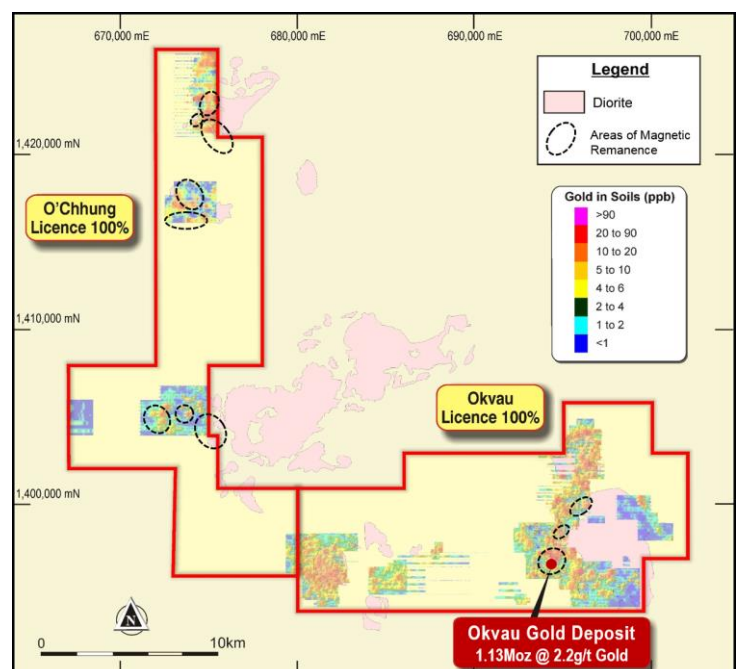 670,000 mE
680,000 mE
690,000 mE
700,000 mE
Legend
Diorite
Areas of Magnetic
Remanence
1,420,000 mN
O'Chhung
Licence 100%
Gold in Soils (ppb)
>90
20 to 90
10 to 20
5 to 10
4 to 6
2 to 4
1 to 2
<1
1,410,000 mN
Okvau
Licence 100%
1,400,000 mN
N
0
10km
Okvau Gold Deposit
1.13Moz @ 2.2g/t Gold